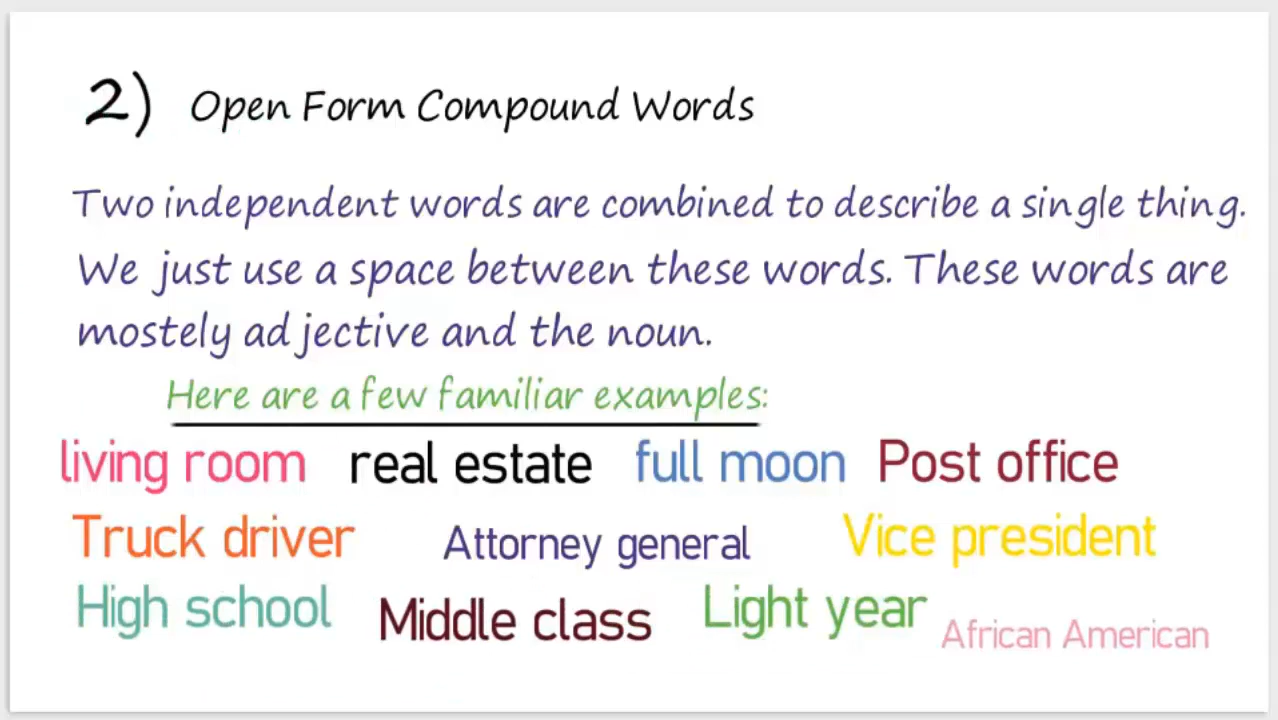 2) Open Form Compound Words
Two independent words are combined to describe a single thing.
We just use a space between these words. These words are
mostely adjective and the noun.
Here are a few familiar examples:
living room real estate full moon Post office
Truck driver Attorney general Vice president
High school Middle class Light year African American